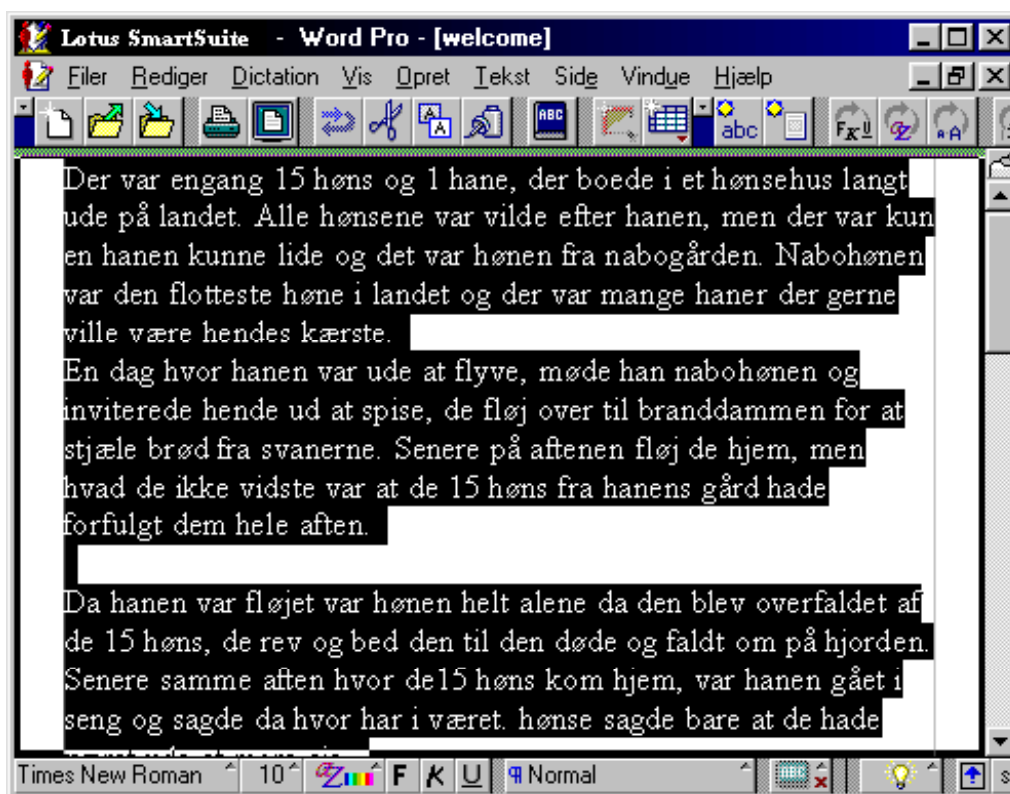 Lotus SmartSuite - Word Pro - [welcome]
Filer Rediger Dictation Vis Opret Tekst Side Vindue Hjælp
ABC abc FKU aA
Der var engang 15 høns og 1 hane, der boede i et hønsehus langt
ude på landet. Alle hønsene var vilde efter hanen, men der var kun
en hanen kunne lide og det var hønen fra nabogården. Nabohønen
var den flotteste høne i landet og der var mange haner der gerne
ville være hendes kærste.
En dag hvor hanen var ude at flyve, møde han nabohønen og
inviterede hende ud at spise, de fløj over til branddammen for at
stjæle brød fra svanerne. Senere på aftenen fløj de hjem, men
hvad de ikke vidste var at de 15 høns fra hanens gård hade
forfulgt dem hele aften.
Da hanen var fløjet var hønen helt alene da den blev overfaldet af
de 15 høns, de rev og bed den til den døde og faldt om på hjorden.
Senere samme aften hvor de15 høns kom hjem, var hanen gået i
seng og sagde da hvor har i været. hønse sagde bare at de hade
Times New Roman 10 F K U Normal